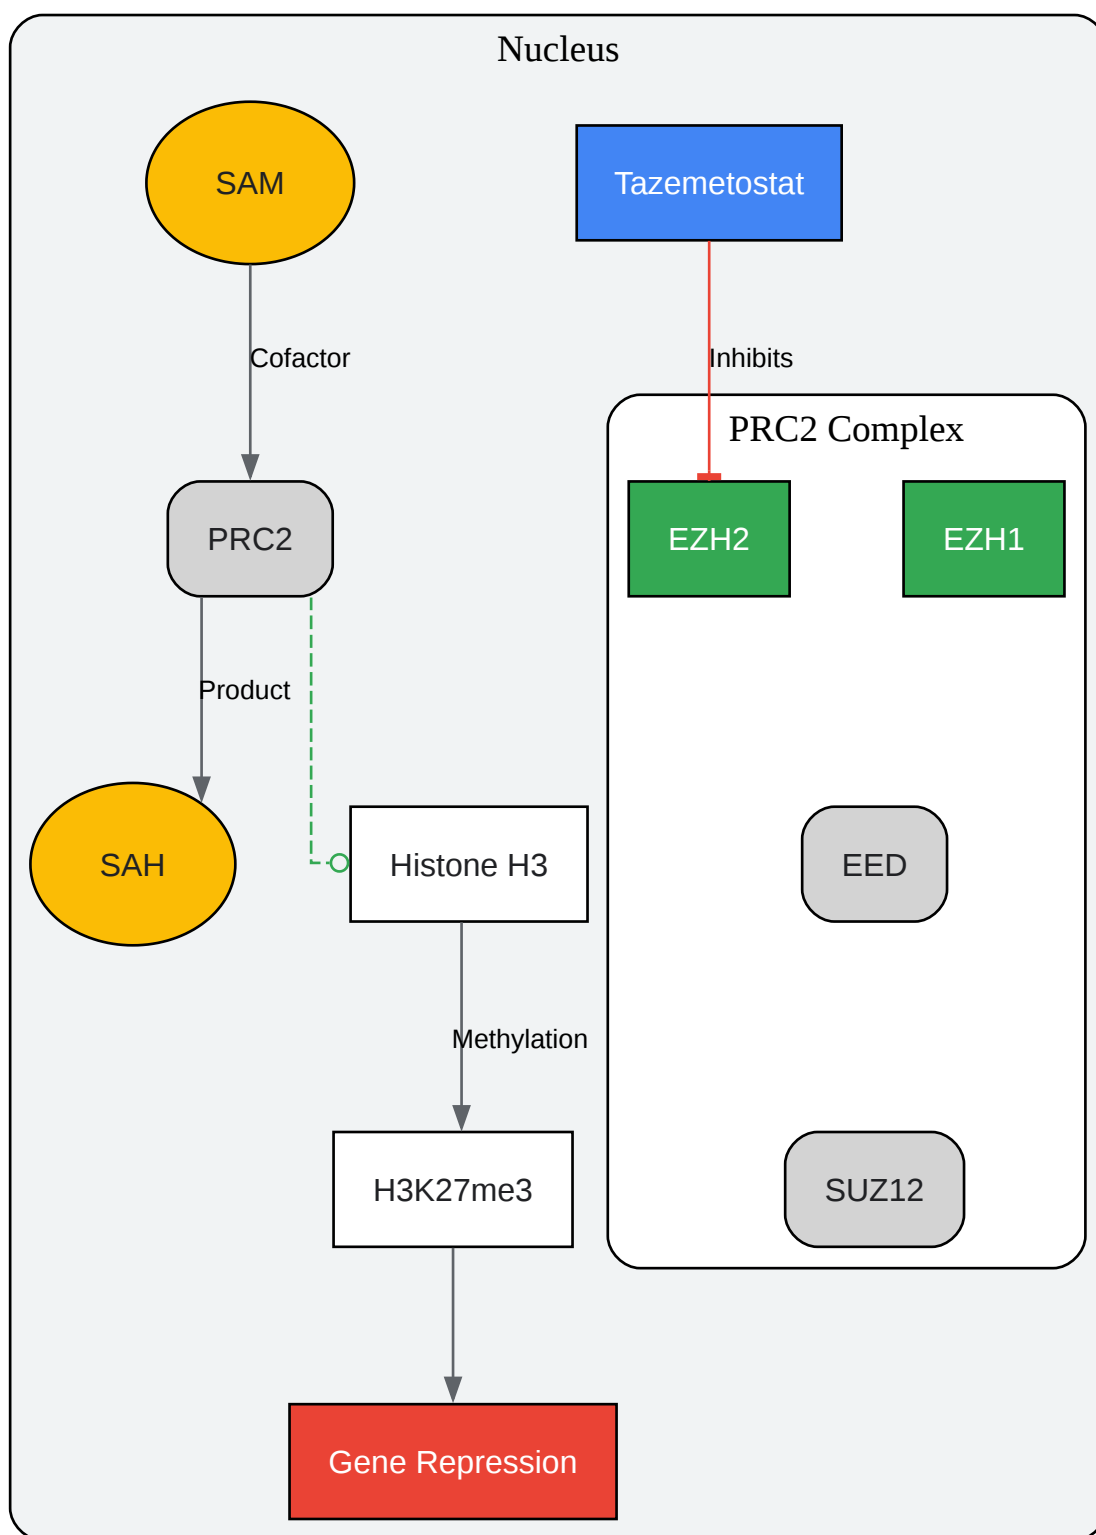 Nucleus
SAM
Tazemetostat
Cofactor
Inhibits
PRC2 Complex
PRC2
EZH2
EZH1
Product
SAH
Histone H3
EED
Methylation
H3K27me3
SUZ12
Gene Repression